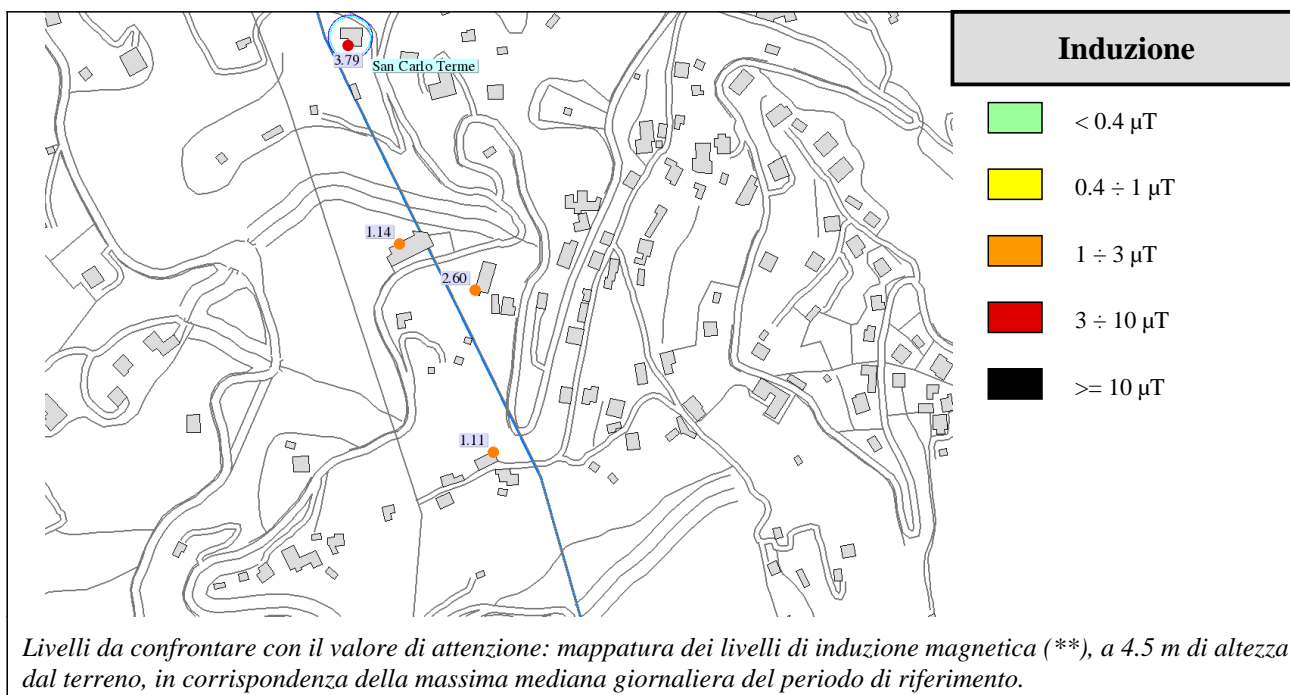 3.79
San Carlo Terme
1.14
2.60
1.11
Induzione
< 0.4 µT
0.4 ÷ 1 µT
1 ÷ 3 µT
3 ÷ 10 µT
>= 10 µT
Livelli da confrontare con il valore di attenzione: mappatura dei livelli di induzione magnetica (**), a 4.5 m di altezza
dal terreno, in corrispondenza della massima mediana giornaliera del periodo di riferimento.